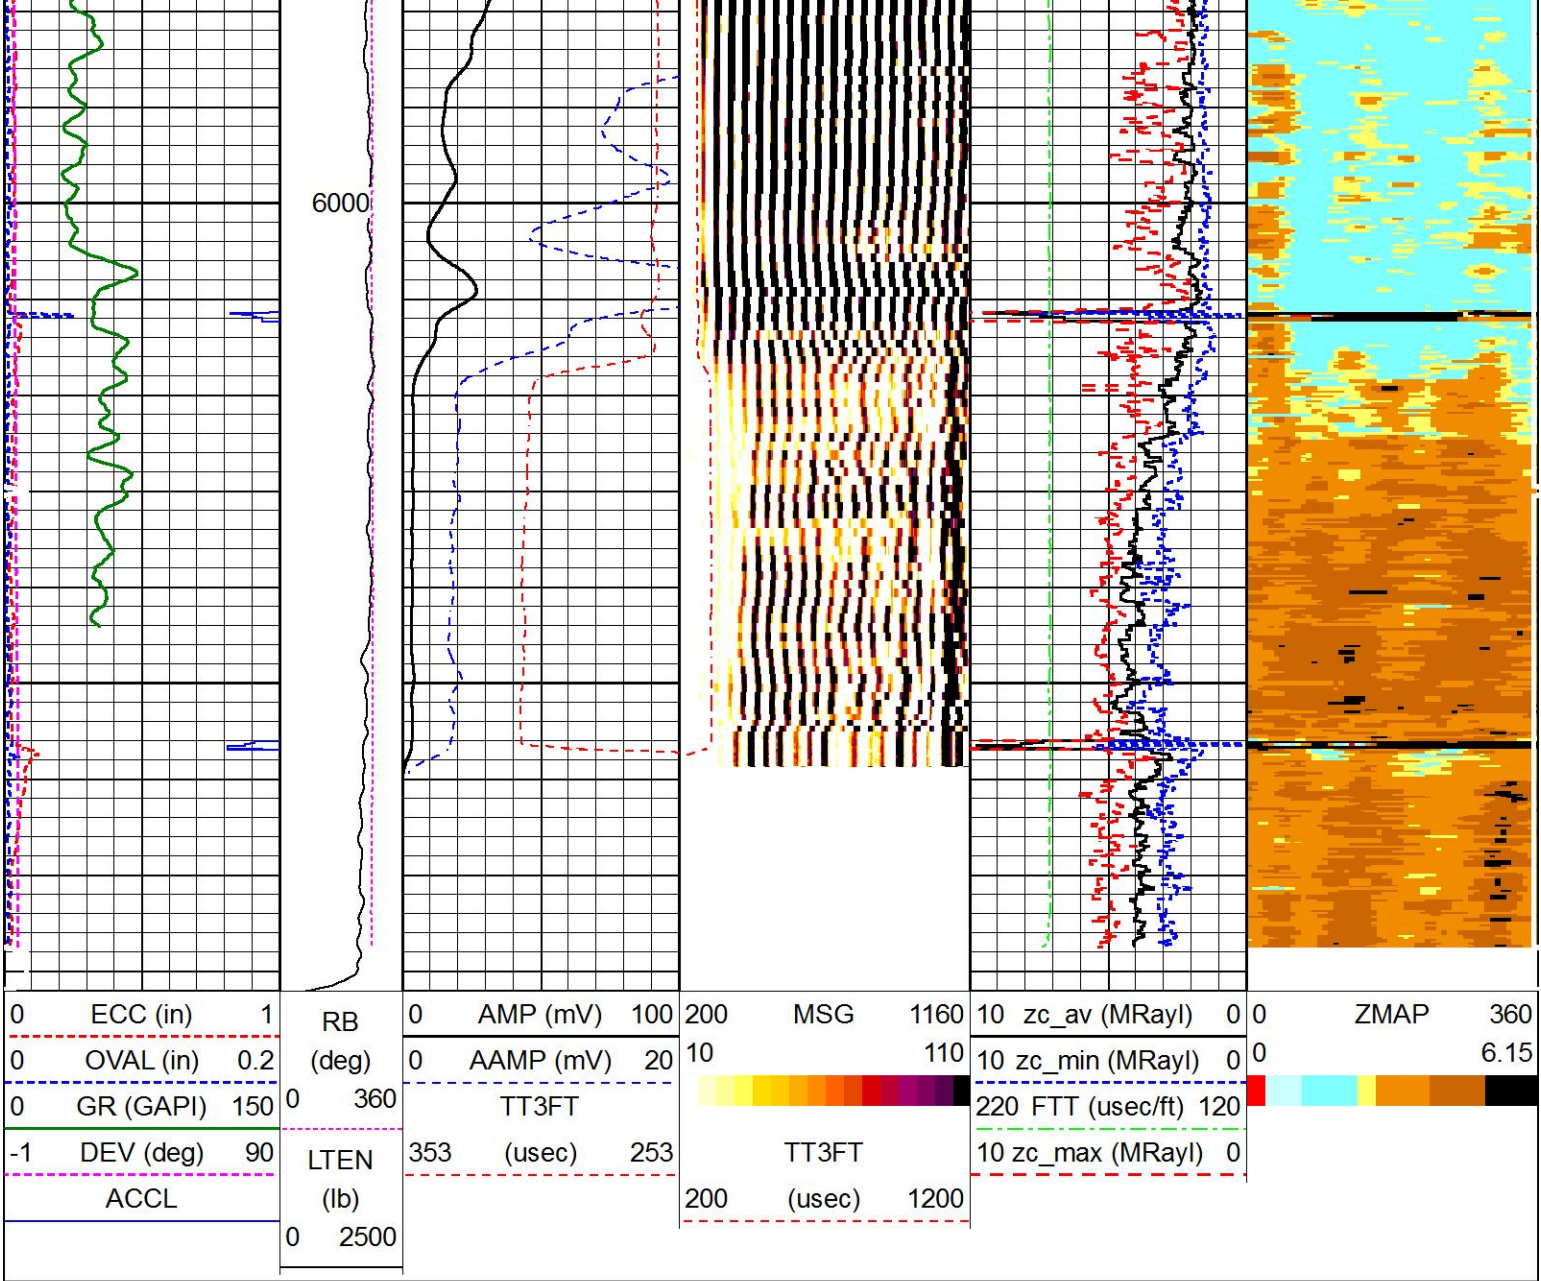 6000
0 ECC (in) 1
0 OVAL (in) 0.2
0 GR (GAPI) 150
-1 DEV (deg) 90
ACCL
RB
(deg)
0 360
LTEN
(lb)
0 2500
0 AMP (mV) 100
0 AAMP (mV) 20
TT3FT
353 (usec) 253
200 MSG 1160
10 110
TT3FT
200 (usec) 1200
10 zc_av (MRayl) 0
10 zc_min (MRayl) 0
220 FTT (usec/ft) 120
10 zc_max (MRayl) 0
0 ZMAP 360
0 6.15